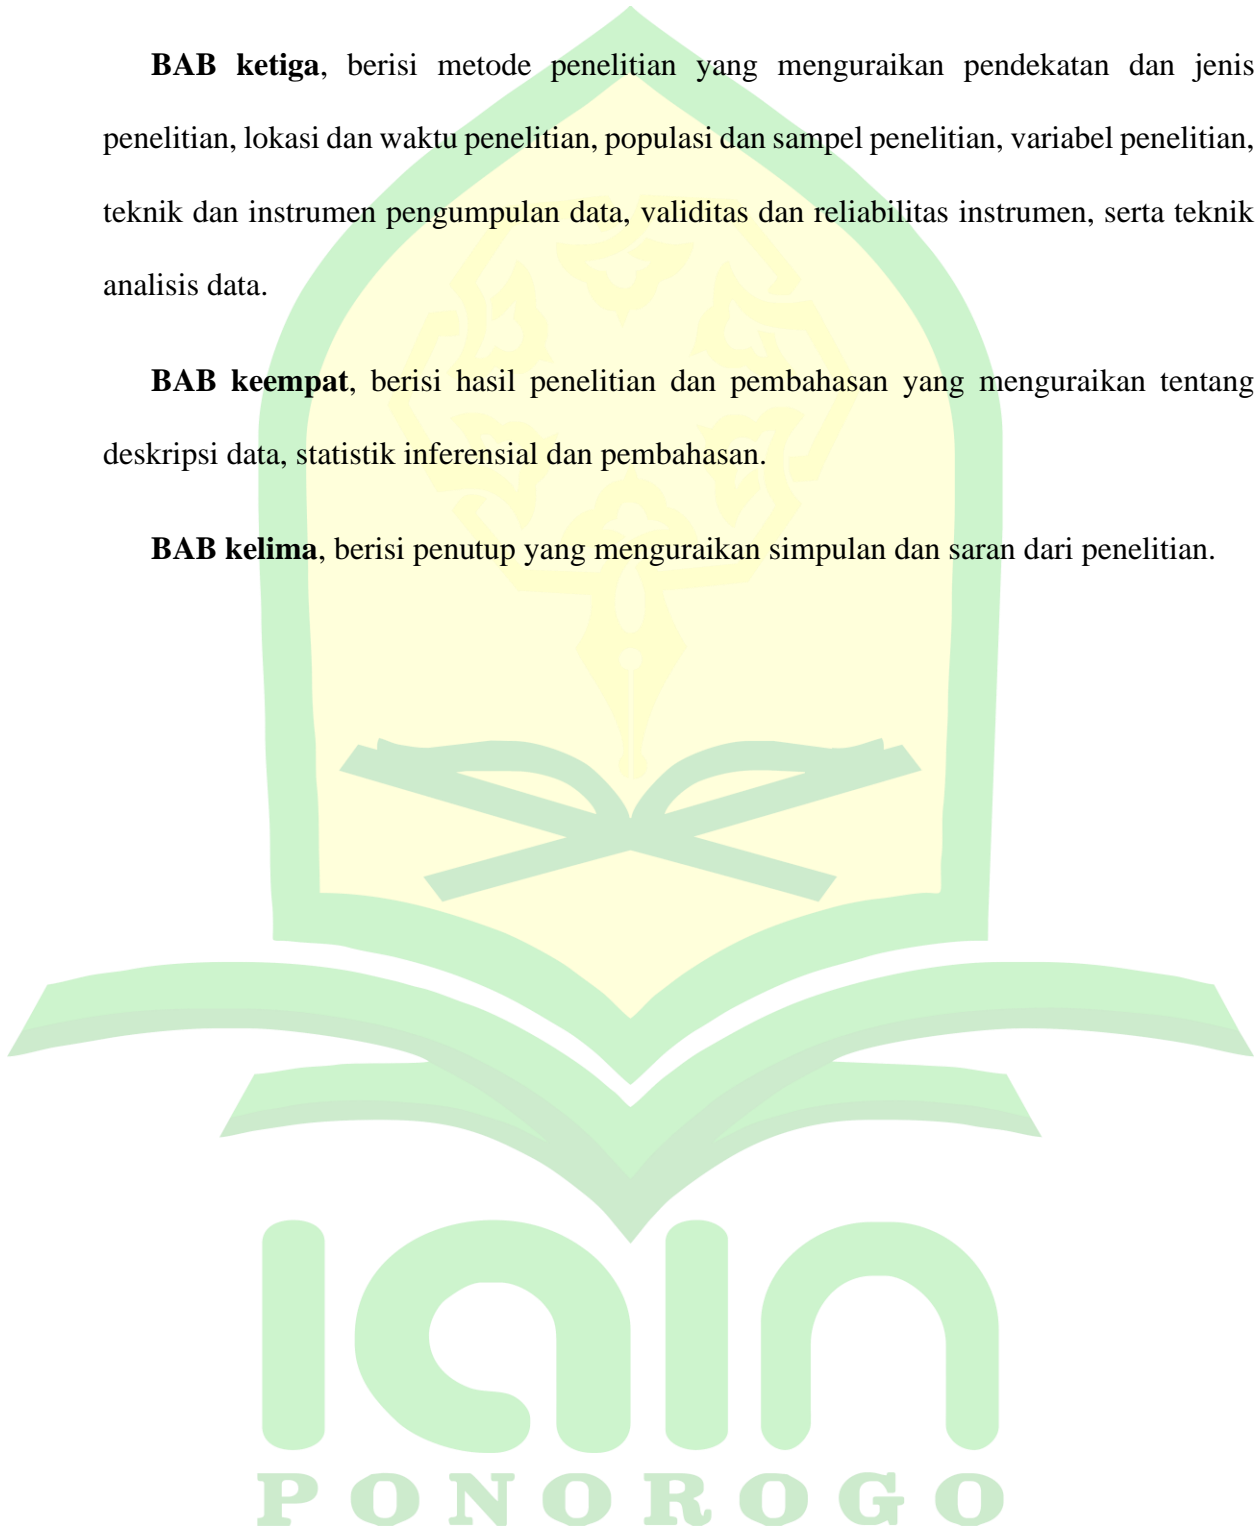 BAB ketiga, berisi metode penelitian yang menguraikan pendekatan dan jenis
penelitian, lokasi dan waktu penelitian, populasi dan sampel penelitian, variabel penelitian,
teknik dan instrumen pengumpulan data, validitas dan reliabilitas instrumen, serta teknik
analisis data.
BAB keempat, berisi hasil penelitian dan pembahasan yang menguraikan tentang
deskripsi data, statistik inferensial dan pembahasan.
BAB kelima, berisi penutup yang menguraikan simpulan dan saran dari penelitian.
iain
PONOROGO